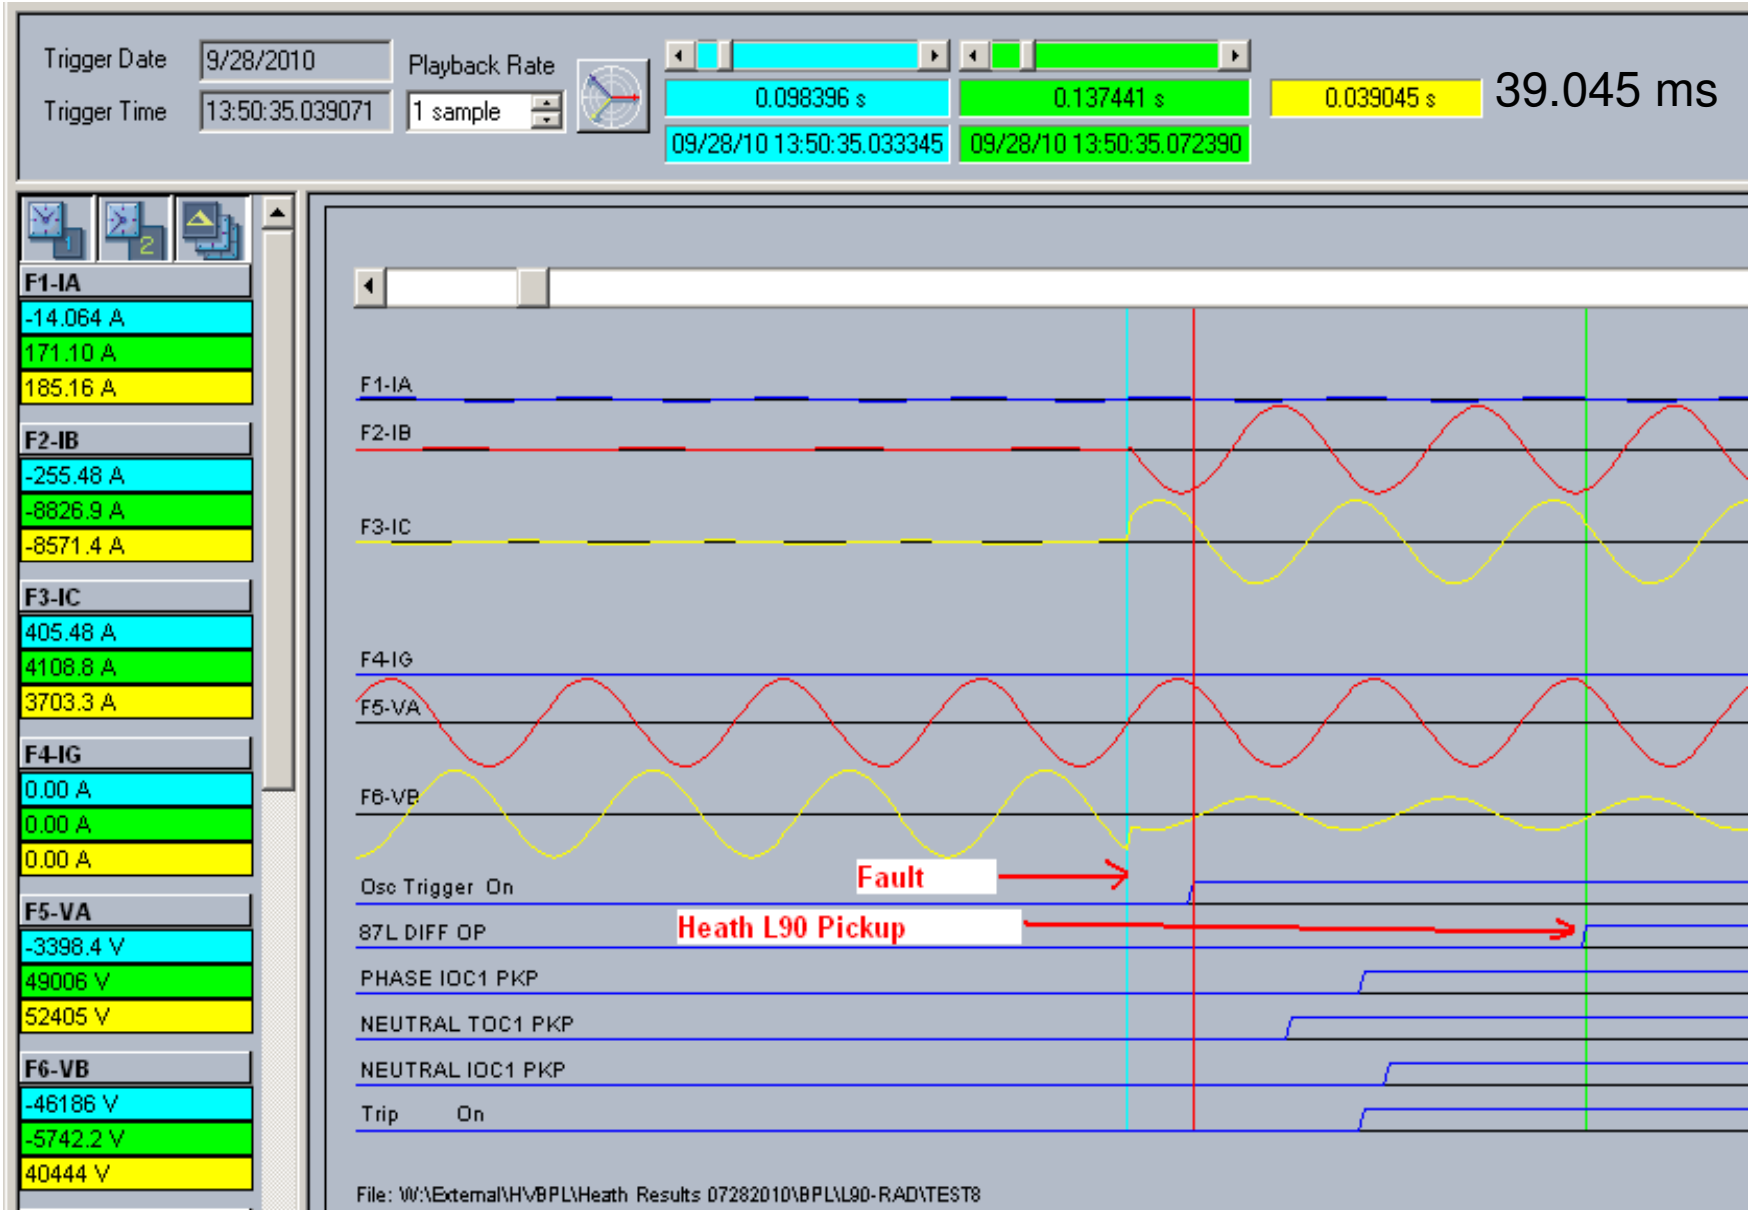 Trigger Date
9/28/2010
Playback Rate
Trigger Time
13:50:35.039071
1 sample
0.098396 s
0.137441 s
0.039045 s
39.045 ms
09/28/10 13:50:35.033345
09/28/10 13:50:35.072390
1
2
F1-IA
-14.064 A
171.10 A
185.16 A
F2-IB
-255.48 A
-8826.9 A
-8571.4 A
F3-IC
405.48 A
4108.8 A
3703.3 A
F4-IG
0.00 A
0.00 A
0.00 A
F5-VA
-3398.4 V
49006 V
52405 V
F6-VB
-46186 V
-5742.2 V
40444 V
F1-IA
F2-IB
F3-IC
F4-IG
F5-VA
F6-VB
Fault
Osc Trigger On
Heath L90 Pickup
87L DIFF OP
PHASE IOC1 PKP
NEUTRAL TOC1 PKP
NEUTRAL IOC1 PKP
Trip On
File: W:\External\HVBPL\Heath Results 07282010\BPL\L90-RAD\TEST8